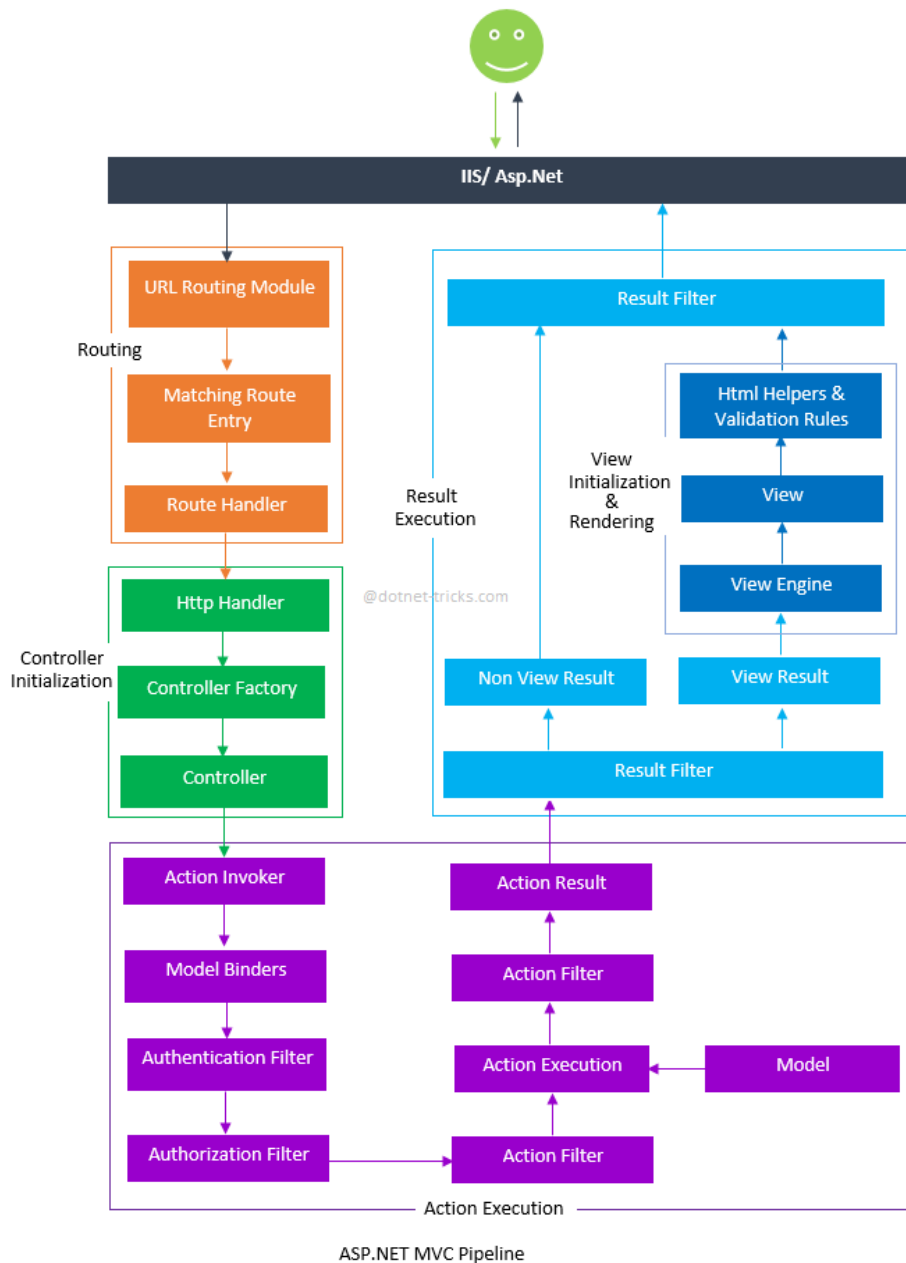 IIS/ Asp.Net
URL Routing Module
Routing
Matching Route
Entry
Route Handler
Http Handler
Controller
Initialization
Controller Factory
Controller
Result Filter
Html Helpers &
Validation Rules
View
Initialization
&
Rendering
View
View Engine
Result
Execution
@dotnet-tricks.com
Non View Result
View Result
Result Filter
Action Invoker
Model Binders
Authentication Filter
Authorization Filter
Action Result
Action Filter
Action Execution
Model
Action Filter
Action Execution
ASP.NET MVC Pipeline